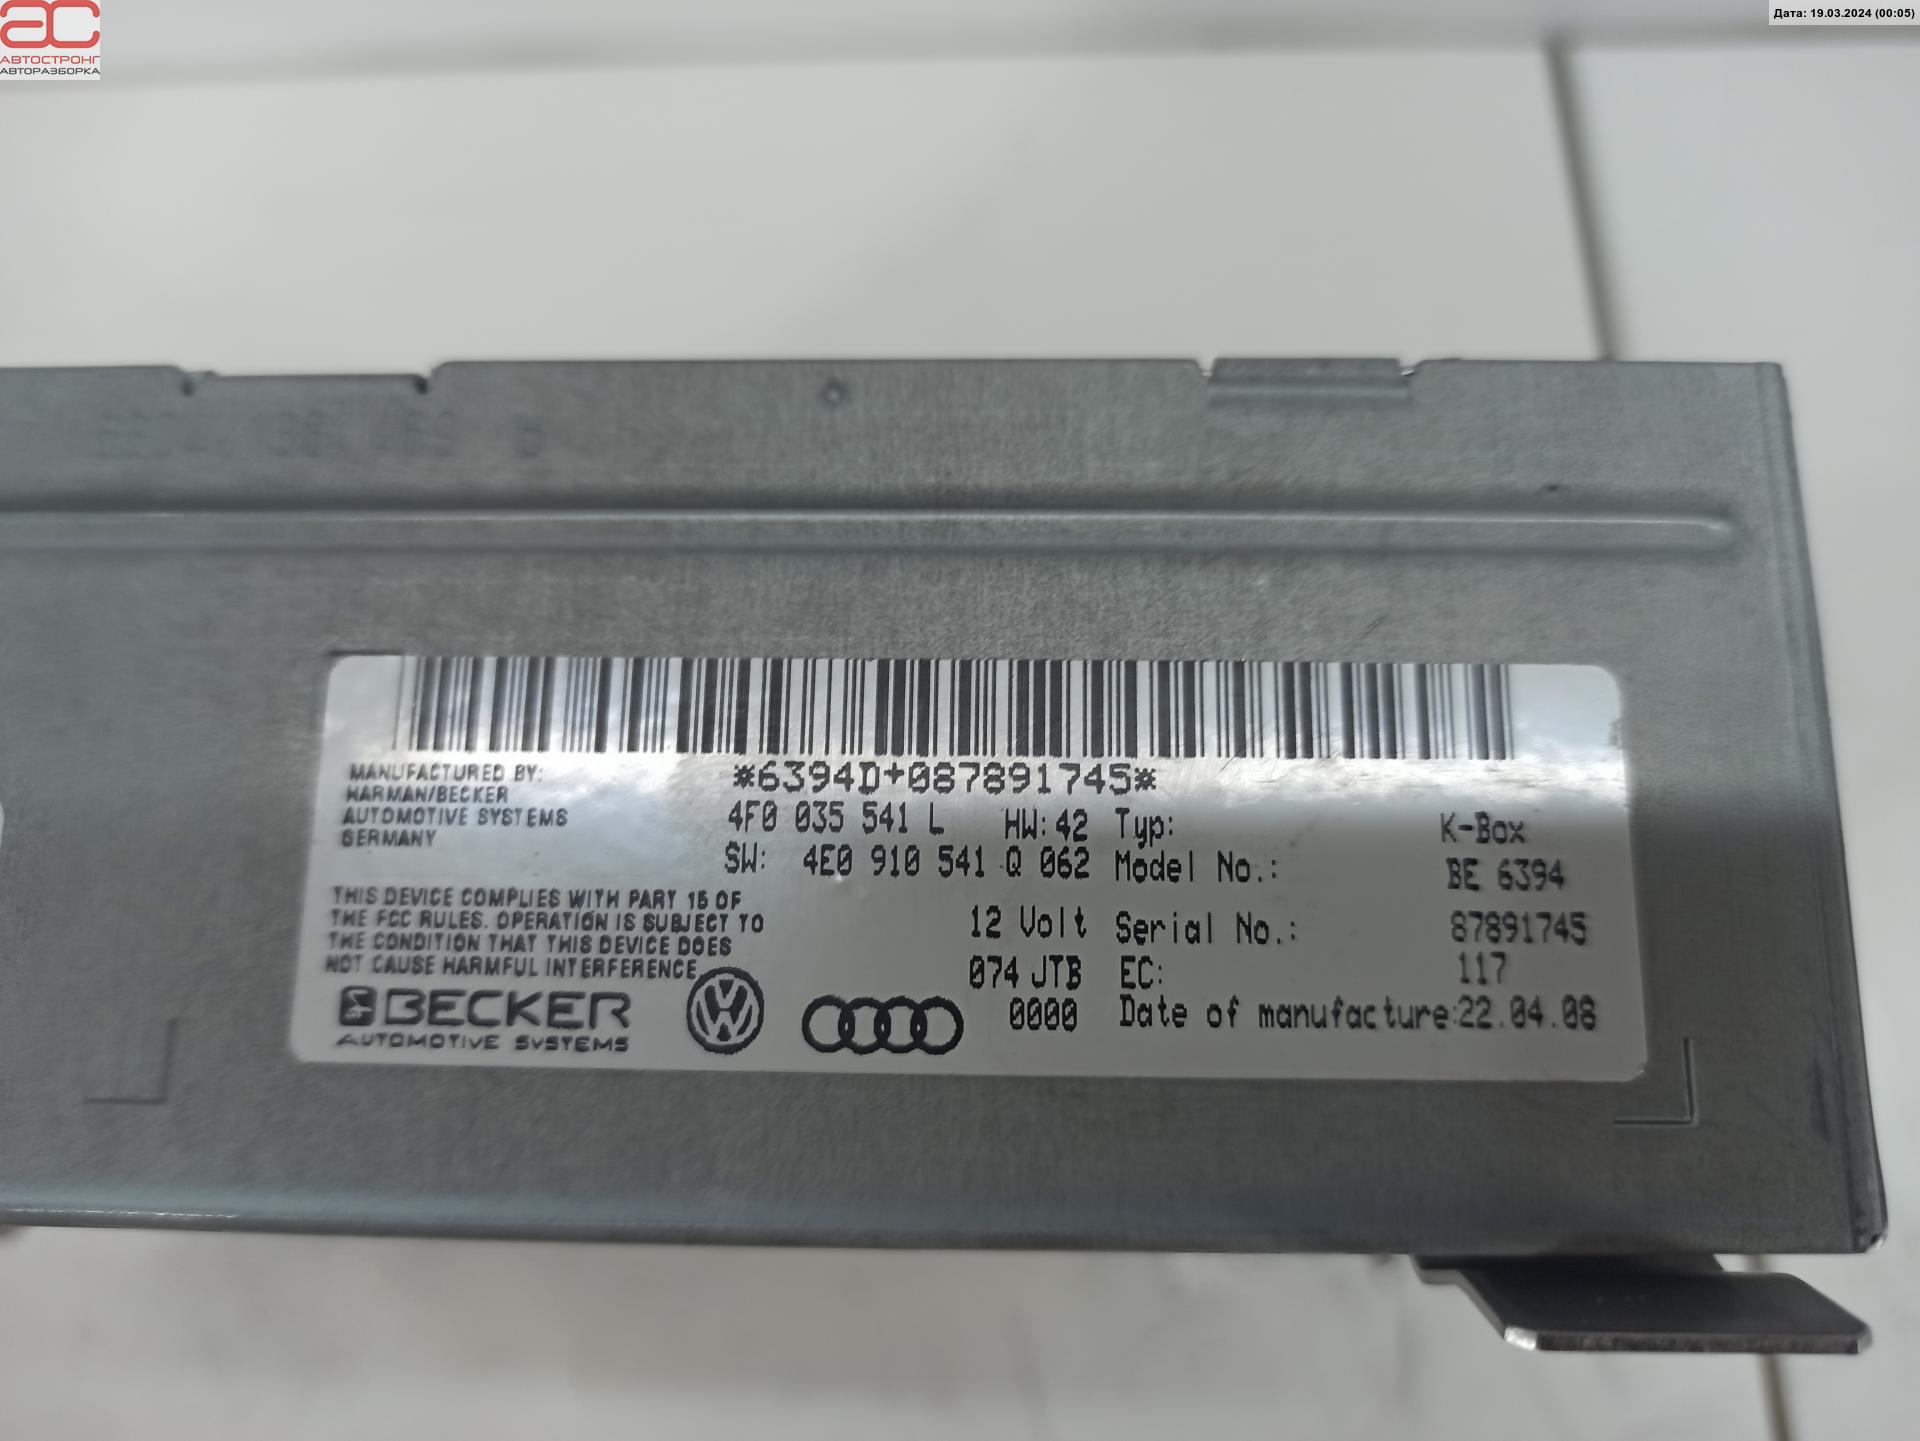 Дата: 19.03.2024 (00:05)
АВТОСТРОНГ
АВТОРАЗБОРКА
MANUFACTURED BY:
HARMAN/BECKER
AUTOMOTIVE SYSTEMS
GERMANY
*6394D+087891745*
4F0 035 541 L HW: 42 Typ: K-Box
SW: 4E0 910 541 Q 062 Model No.: BE 6394
THIS DEVICE COMPLIES WITH PART 15 OF
THE FCC RULES. OPERATION IS SUBJECT TO
THE CONDITION THAT THIS DEVICE DOES
NOT CAUSE HARMFUL INTERFERENCE
12 Volt Serial No.: 87891745
074 JTB EC: 117
0000 Date of manufacture:22.04.08
BECKER
AUTOMOTIVE SYSTEMS